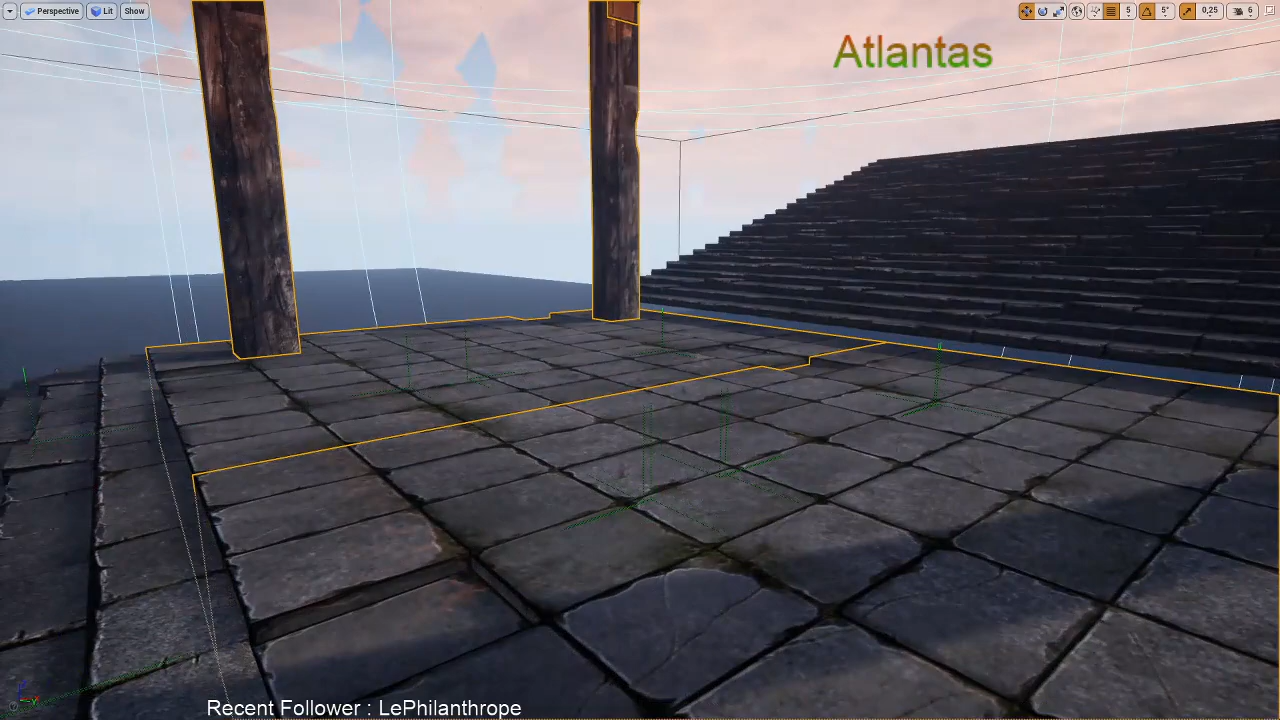 Perspective Lit Show 5 5° 0,25 6
Atlantas
Recent Follower : LePhilanthrope